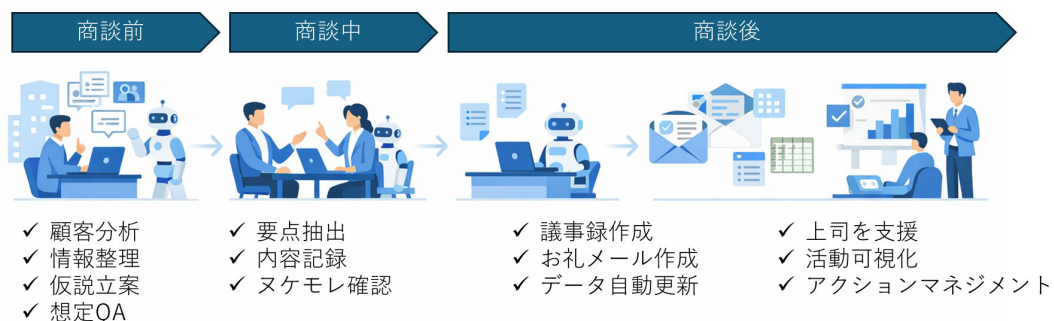 商談前
商談中
商談後
✓ 顧客分析
✓ 情報整理
✓ 仮説立案
✓ 想定QA
✓ 要点抽出
✓ 内容記録
✓ ヌケモレ確認
✓ 議事録作成
✓ お礼メール作成
✓ データ自動更新
✓ 上司を支援
✓ 活動可視化
✓ アクションマネジメント